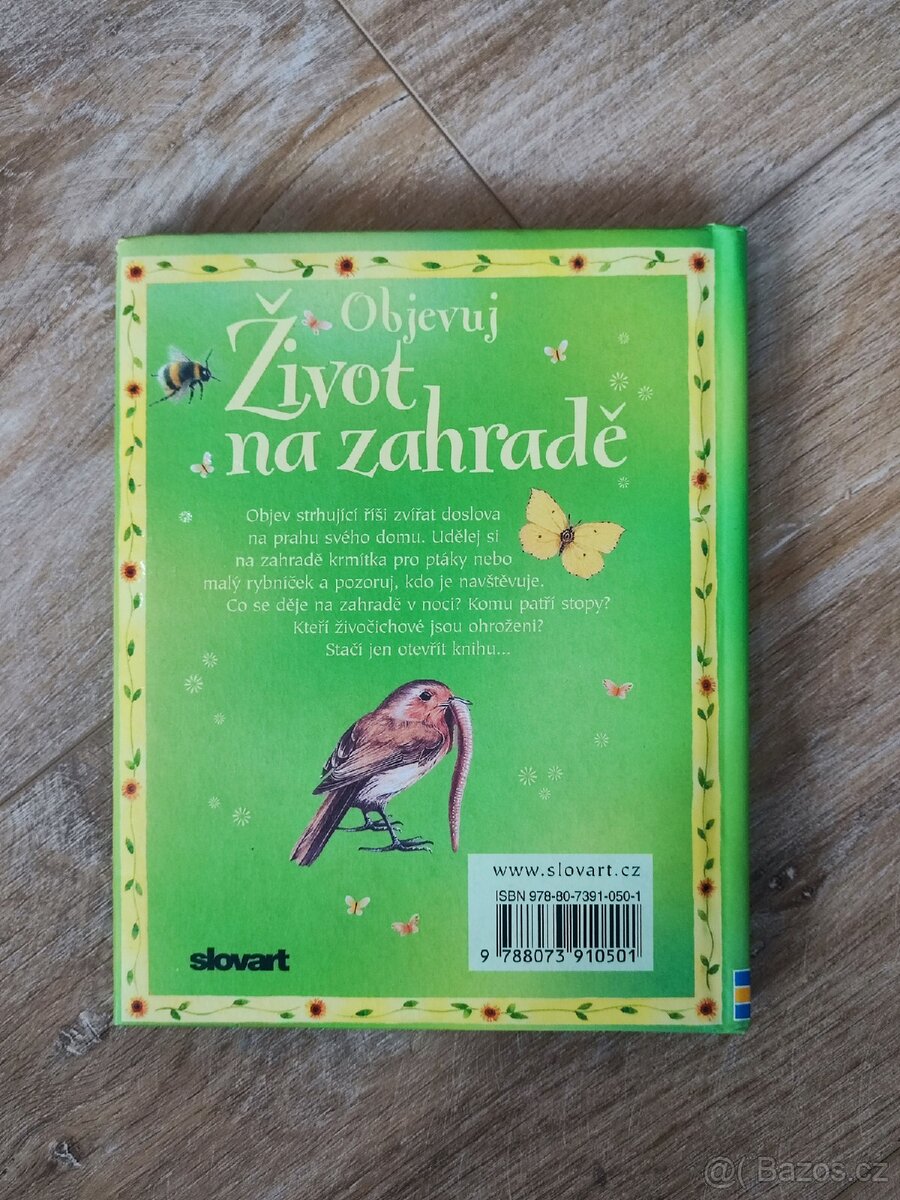 Objevuj
Život
na zahradě
Objev strhující říši zvířat doslova
na prahu svého domu. Udělej si
na zahradě krmítka pro ptáky nebo
malý rybníček a pozoruj, kdo je navštěvuje.
Co se děje na zahradě v noci? Komu patří stopy?
Kteří živočichové jsou ohroženi?
Stačí jen otevřít knihu...
www.slovart.cz
ISBN 978-80-7391-050-1
9 788073 910501
slovart
@( Bazos.cz